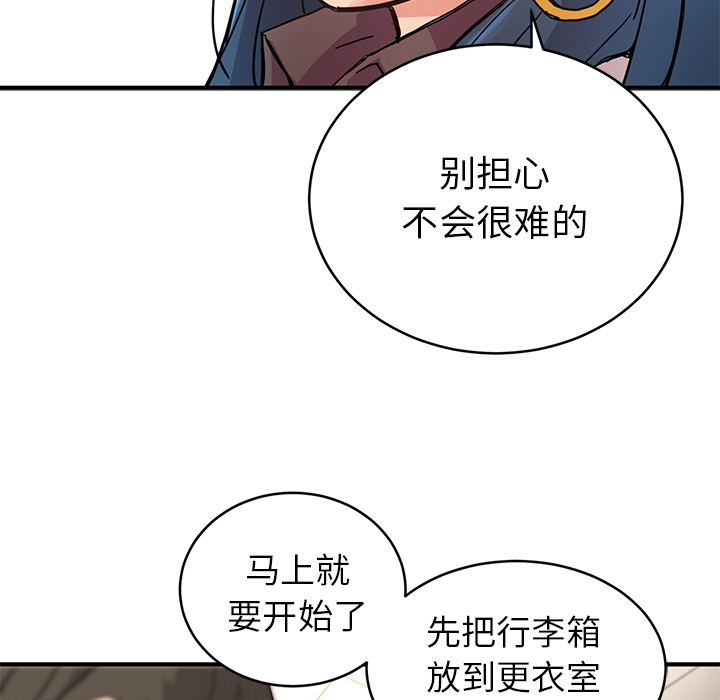 别担心
不会很难的
马上就
要开始了
先把行李箱
放到更衣室